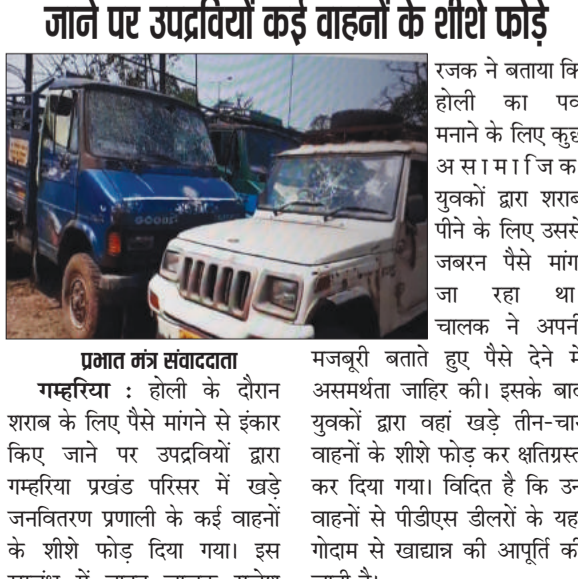 जाने पर उपद्रवियों कई वाहनों के शीशे फोड़े
GOODS
प्रभात मंत्र संवाददाता
गम्हरिया : होली के दौरान
शराब के लिए पैसे मांगने से इंकार
किए जाने पर उपद्रवियों द्वारा
गम्हरिया प्रखंड परिसर में खड़े
जनवितरण प्रणाली के कई वाहनों
के शीशे फोड़ दिया गया। इस
रजक ने बताया कि
होली का पर्व
मनाने के लिए कुछ
असामाजिक
युवकों द्वारा शराब
पीने के लिए उससे
जबरन पैसे मांगा
जा रहा था
चालक ने अपनी
मजबूरी बताते हुए पैसे देने में
असमर्थता जाहिर की। इसके बाद
युवकों द्वारा वहां खड़े तीन-चार
वाहनों के शीशे फोड़ कर क्षतिग्रस्त
कर दिया गया। विदित है कि उन
वाहनों से पीडीएस डीलरों के यहां
गोदाम से खाद्यान्न की आपूर्ति की